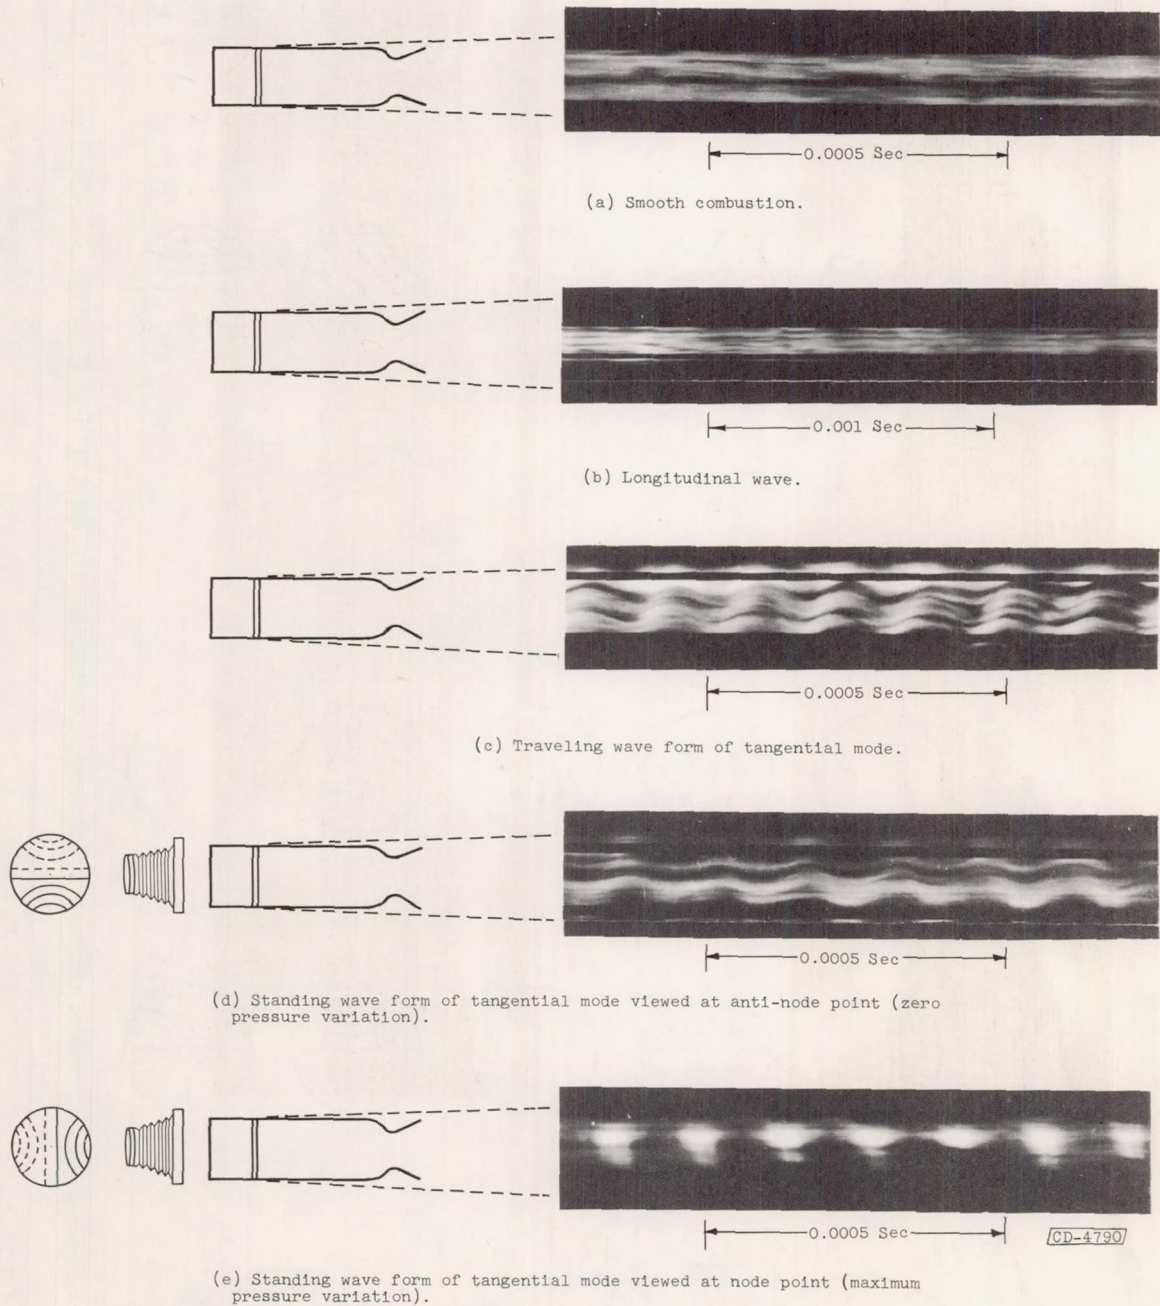 0.0005 Sec
(a) Smooth combustion.
0.001 Sec
(b) Longitudinal wave.
0.0005 Sec
(c) Traveling wave form of tangential mode.
0.0005 Sec
(d) Standing wave form of tangential mode viewed at anti-node point (zero
pressure variation).
0.0005 Sec
CD-4790
(e) Standing wave form of tangential mode viewed at node point (maximum
pressure variation).